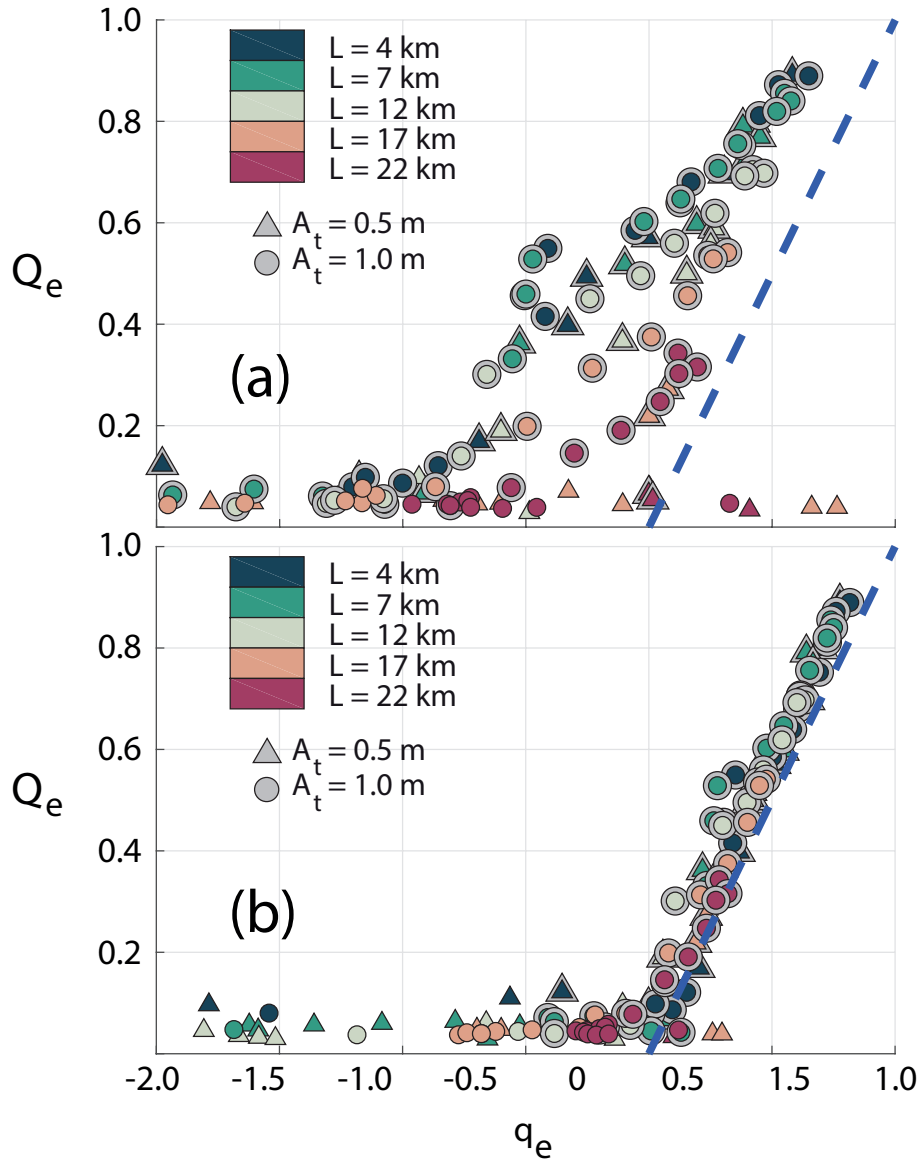 1.0
L = 4 km
L = 7 km
0.8
L = 12 km
L = 17 km
L = 22 km
0.6
A_t = 0.5 m
A_t = 1.0 m
Q_e
0.4
(a)
0.2
1.0
L = 4 km
L = 7 km
0.8
L = 12 km
L = 17 km
L = 22 km
0.6
A_t = 0.5 m
A_t = 1.0 m
Q_e
0.4
(b)
0.2
-2.0 -1.5 -1.0 -0.5 0 0.5 1.5 1.0
q_e